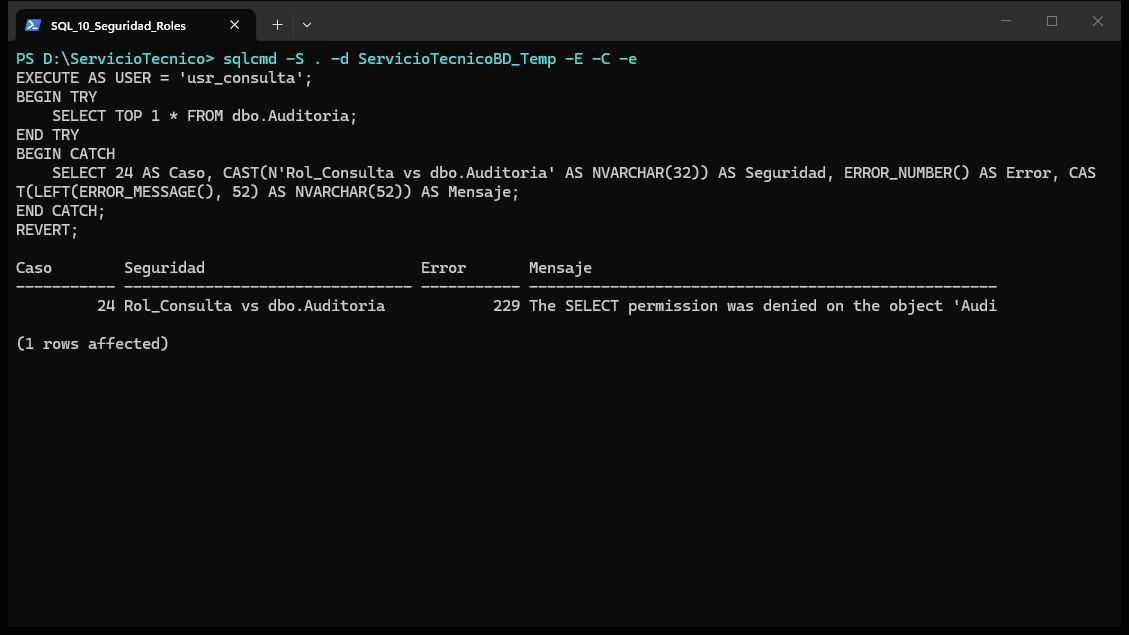 SQL_10_Seguridad_Roles
PS D:\ServicioTecnico> sqlcmd -S . -d ServicioTecnicoBD_Temp -E -C -e
EXECUTE AS USER = 'usr_consulta';
BEGIN TRY
    SELECT TOP 1 * FROM dbo.Auditoria;
END TRY
BEGIN CATCH
    SELECT 24 AS Caso, CAST(N'Rol_Consulta vs dbo.Auditoria' AS NVARCHAR(32)) AS Seguridad, ERROR_NUMBER() AS Error, CAS
T(LEFT(ERROR_MESSAGE(), 52) AS NVARCHAR(52)) AS Mensaje;
END CATCH;
REVERT;
Caso        Seguridad                        Error       Mensaje
----------- -------------------------------- ----------- ----------------------------------------------------
         24 Rol_Consulta vs dbo.Auditoria            229 The SELECT permission was denied on the object 'Audi
(1 rows affected)